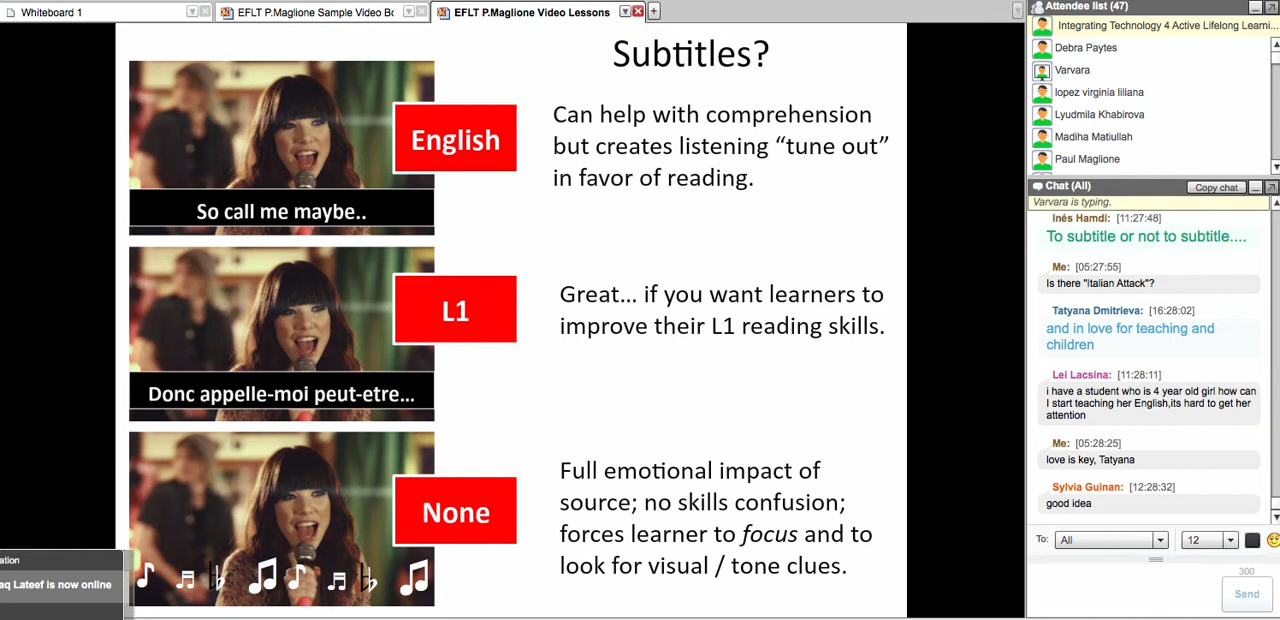 Whiteboard 1
EFLT P.Maglione Sample Video Bo
EFLT P.Maglione Video Lessons
Subtitles?
English
Can help with comprehension
but creates listening “tune out”
in favor of reading.
So call me maybe..
L1
Great... if you want learners to
improve their L1 reading skills.
Donc appelle-moi peut-etre...
None
Full emotional impact of
source; no skills confusion;
forces learner to focus and to
look for visual / tone clues.
ation
aq Lateef is now online
Attendee list (47)
Integrating Technology 4 Active Lifelong Learni...
Debra Paytes
Varvara
lopez virginia liliana
Lyudmila Khabirova
Madiha Matiullah
Paul Maglione
Chat (All)
Copy chat
Varvara is typing.
Inés Hamdi: [11:27:48]
To subtitle or not to subtitle....
Me: [05:27:55]
Is there "Italian Attack"?
Tatyana Dmitrieva: [16:28:02]
and in love for teaching and
children
Lei Lacsina: [11:28:11]
i have a student who is 4 year old girl how can
I start teaching her English,its hard to get her
attention
Me: [05:28:25]
love is key, Tatyana
Sylvia Guinan: [12:28:32]
good idea
To: All 12
300
Send